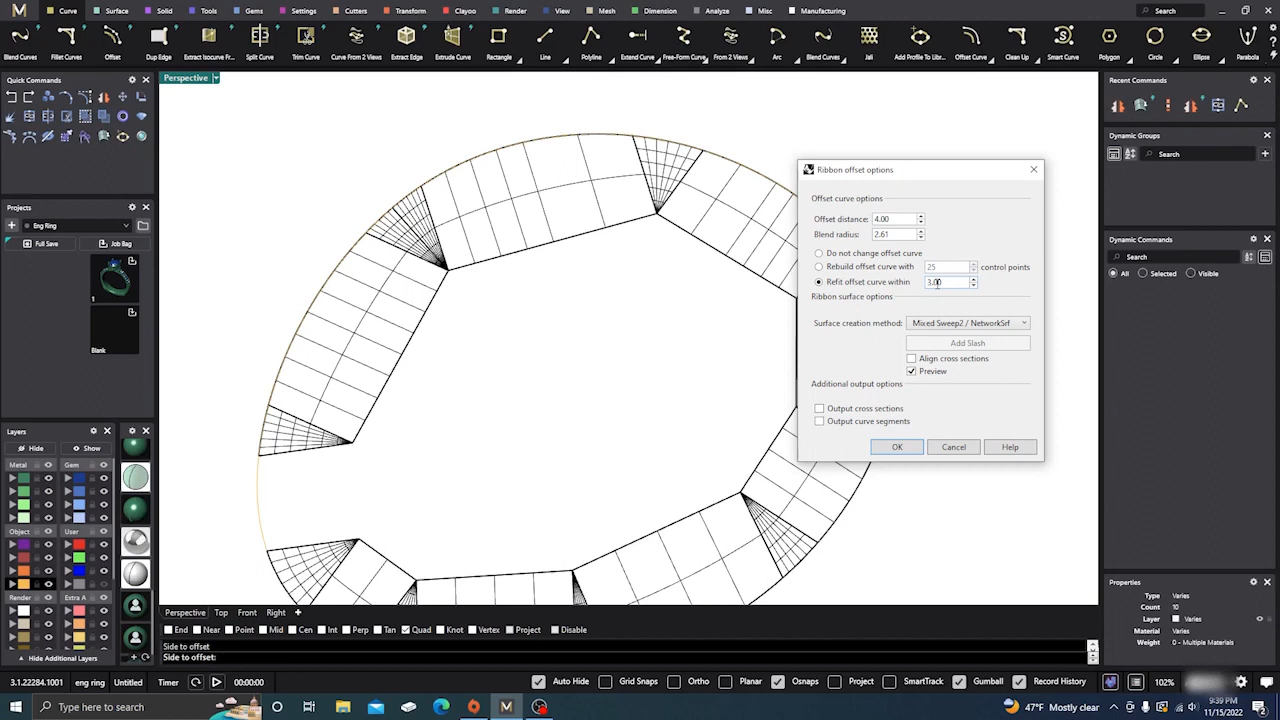 Curve Surface Solid Tools Gems Settings Cutters Transform Clayoo Render View Mesh Dimension Analyze Misc Manufacturing Search
Blend Curves Fillet Curves Offset Dup Edge Extract Isocurve Fr... Split Curve Trim Curve Curve From 2 Views Extract Edge Extrude Curve Rectangle Line Polyline Extend Curve Free-Form Curve From 2 Views Arc Blend Curves Jali Add Profile To Lib... Offset Curve Clean Up Smart Curve Polygon Circle Ellipse Parabola
Quick Commands
Perspective
Recent Commands
Dynamic Groups
Search
Ribbon offset options
Offset curve options
Offset distance: 4.00
Blend radius: 2.61
Do not change offset curve
Rebuild offset curve with 25 control points
Refit offset curve within 3.00
Ribbon surface options
Surface creation method: Mixed Sweep2 / NetworkSrf
Add Slash
Align cross sections
Preview
Additional output options
Output cross sections
Output curve segments
OK Cancel Help
Projects
Eng Ring
Full Save Job Bag
1
Blank
Dynamic Commands
Search
All Selected Visible
Layers
Hide Show
Metal Gem
Object User
Render Extra A
Hide Additional Layers
Properties
Type Varies
Count 10
Layer Varies
Material Varies
Weight 0 - Multiple Materials
Perspective Top Front Right
End Near Point Mid Cen Int Perp Tan Quad Knot Vertex Project Disable
Side to offset
Side to offset:
3.1.22284.1001 eng ring Untitled Timer 00:00:00 Auto Hide Grid Snaps Ortho Planar Osnaps Project SmartTrack Gumball Record History 102%
Type here to search
47°F Mostly clear
9:39 PM
11/15/2022